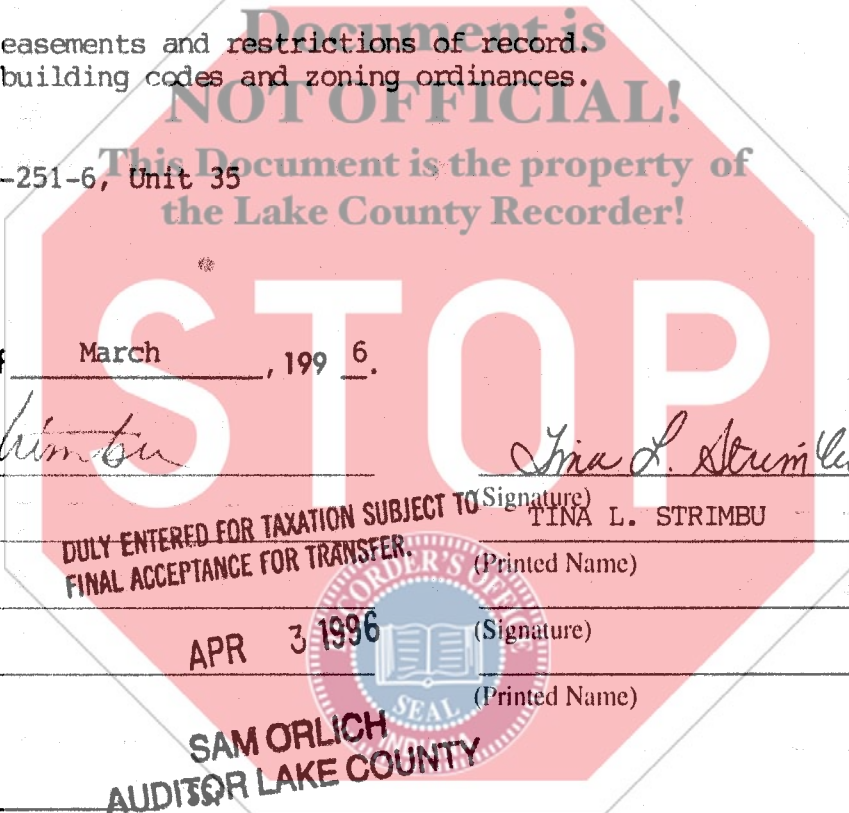 Document is
easements and restrictions of record.
building codes and zoning ordinances.
NOT OFFICIAL!
This Document is the property of
-251-6, Unit 35
the Lake County Recorder!
STOP
March , 199 6.
Tina L. Strimbu
(Signature)
TINA L. STRIMBU
DULY ENTERED FOR TAXATION SUBJECT TO
FINAL ACCEPTANCE FOR TRANSFER.
(Printed Name)
RECORDER'S OFFICE
APR 3 1996
(Signature)
(Printed Name)
SEAL
INDIANA
SAM ORLICH
AUDITOR LAKE COUNTY